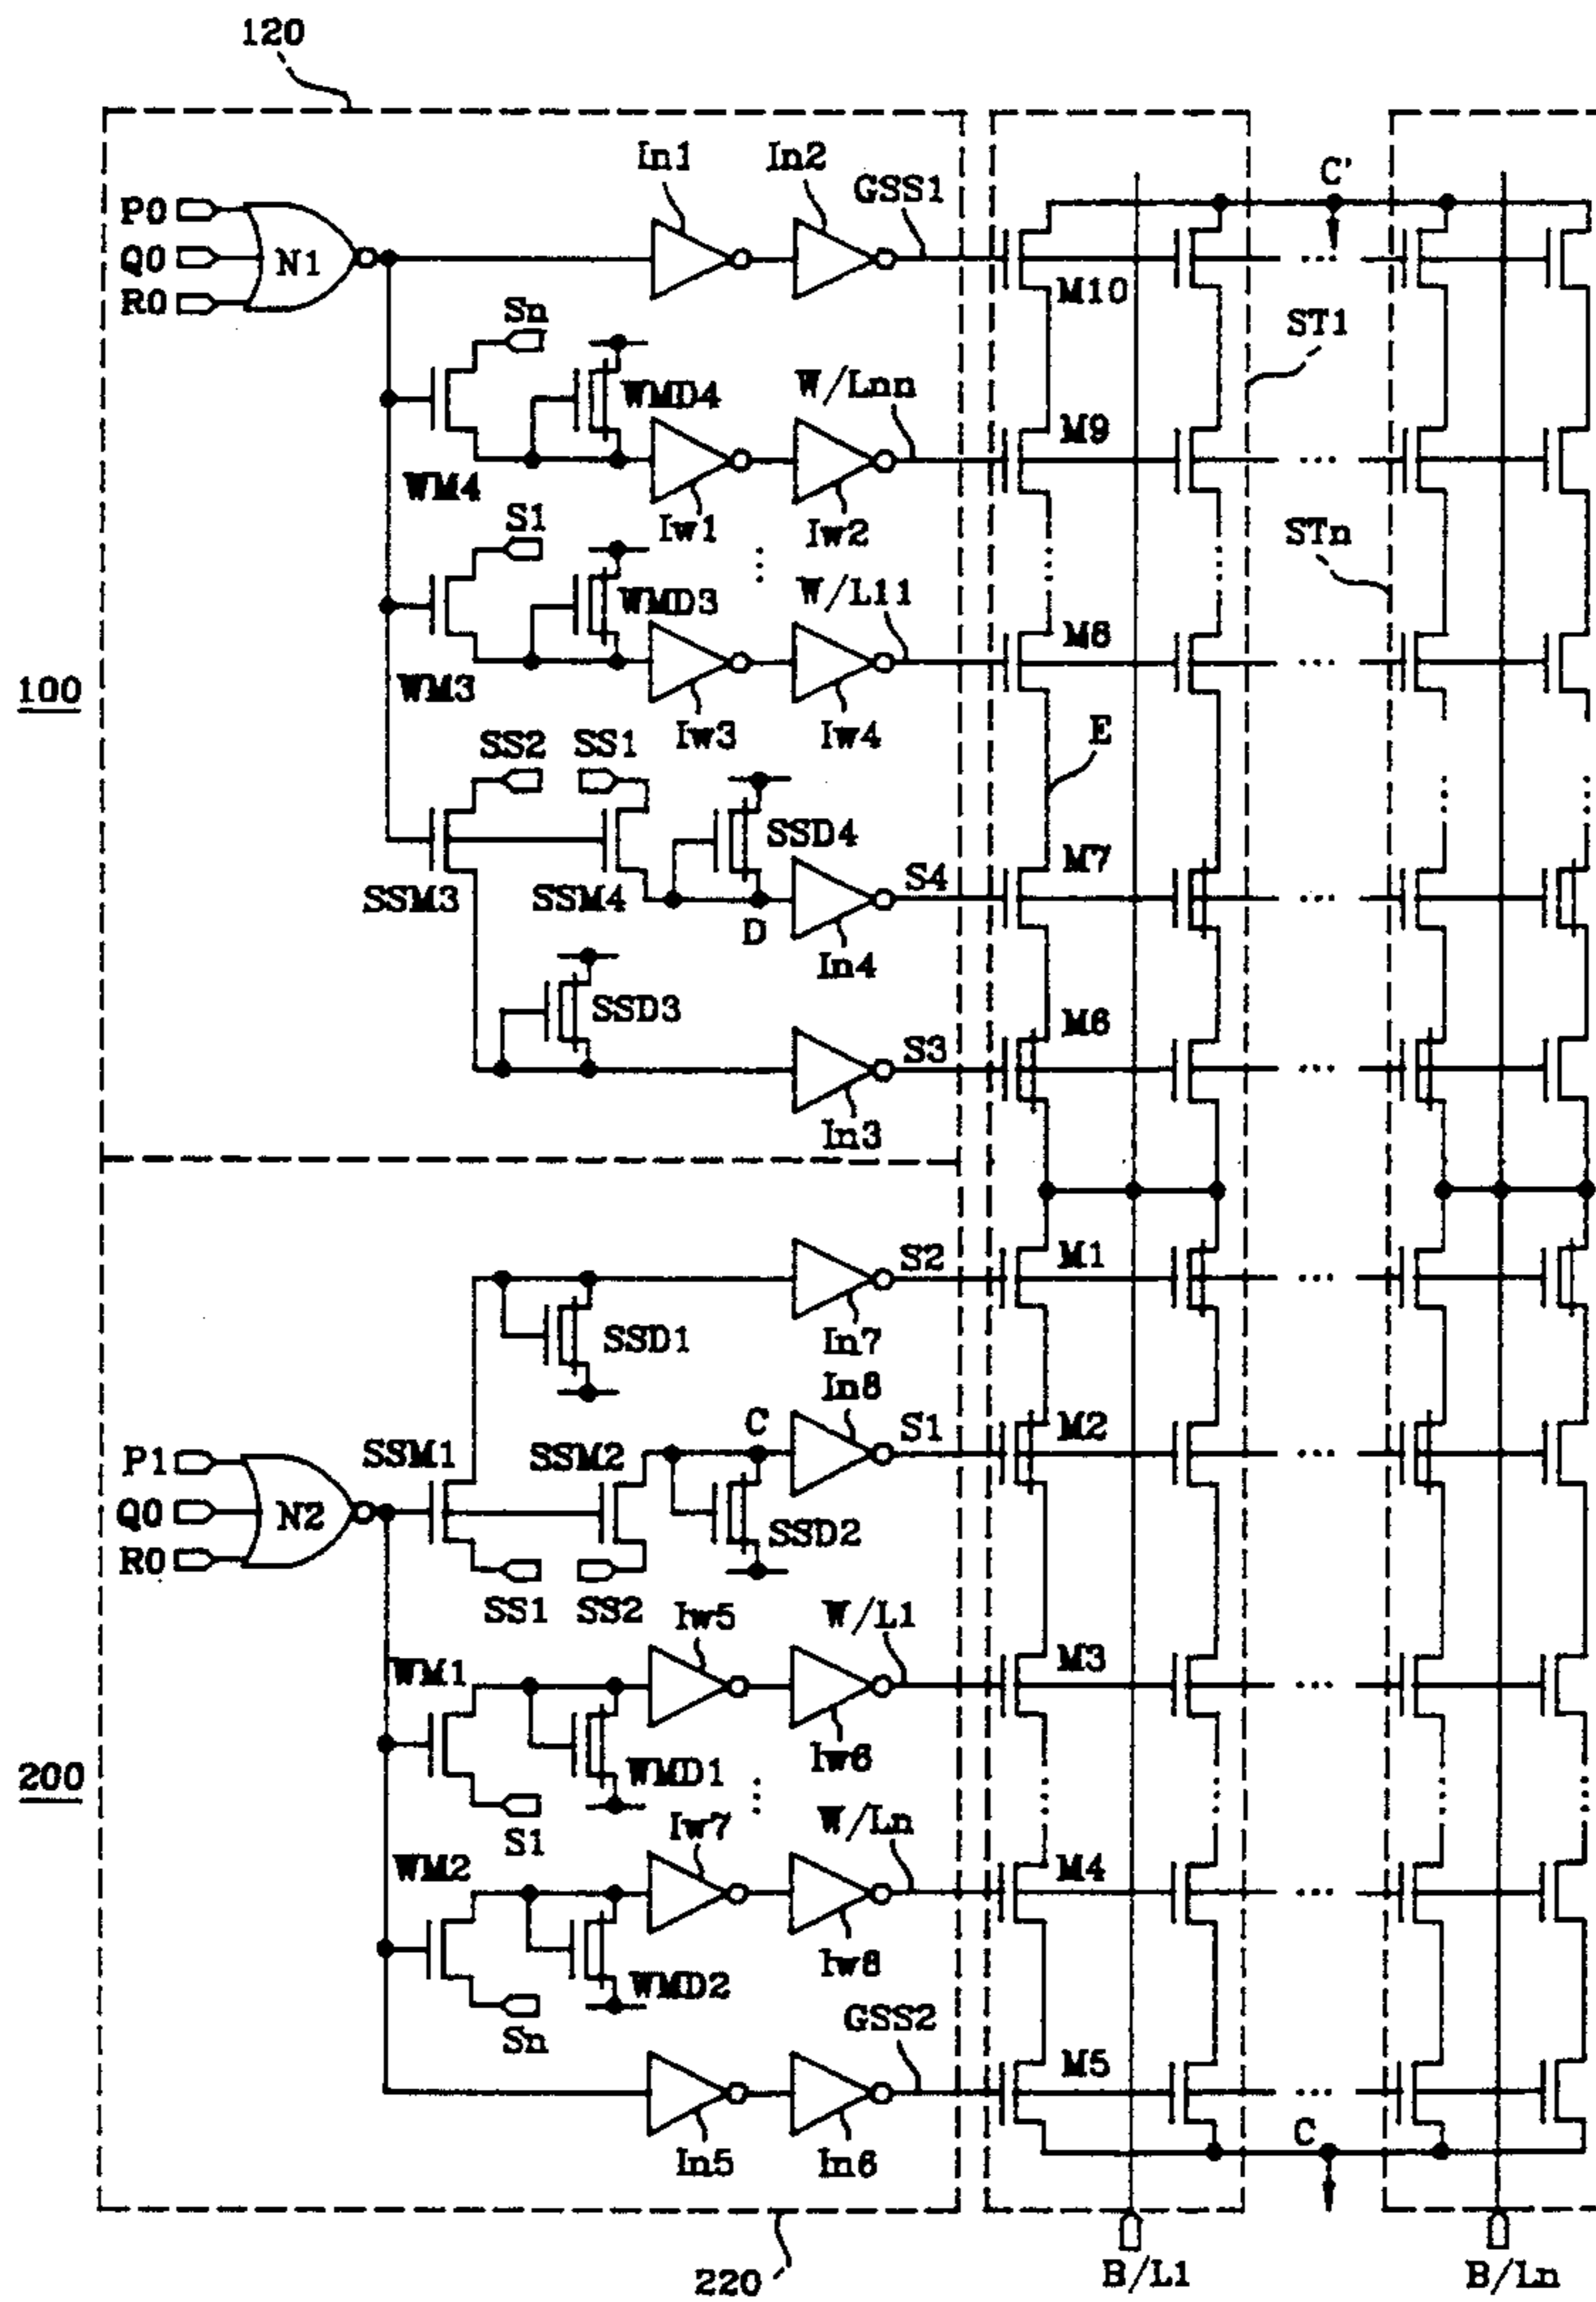 120
In1
In2
GSS1
C'
P0
Q0
R0
N1
M10
ST1
Sn
WMD4
W/Lnn
M9
WM4
Iw1
Iw2
STn
S1
WMD3
W/L11
M8
100
WM3
Iw3
Iw4
SS2
SS1
E
SSD4
M7
SSM3
SSM4
S4
D
In4
SSD3
M6
S3
In3
S2
M1
SSD1
In7
In8
C
S1
SSM1
SSM2
M2
P1
Q0
R0
N2
SSD2
SS1
SS2
Iw5
W/L1
WM1
M3
200
WMD1
Iw6
S1
Iw7
W/Ln
WM2
M4
WMD2
Iw8
Sn
GSS2
M5
In5
In6
C
220
B/L1
B/Ln